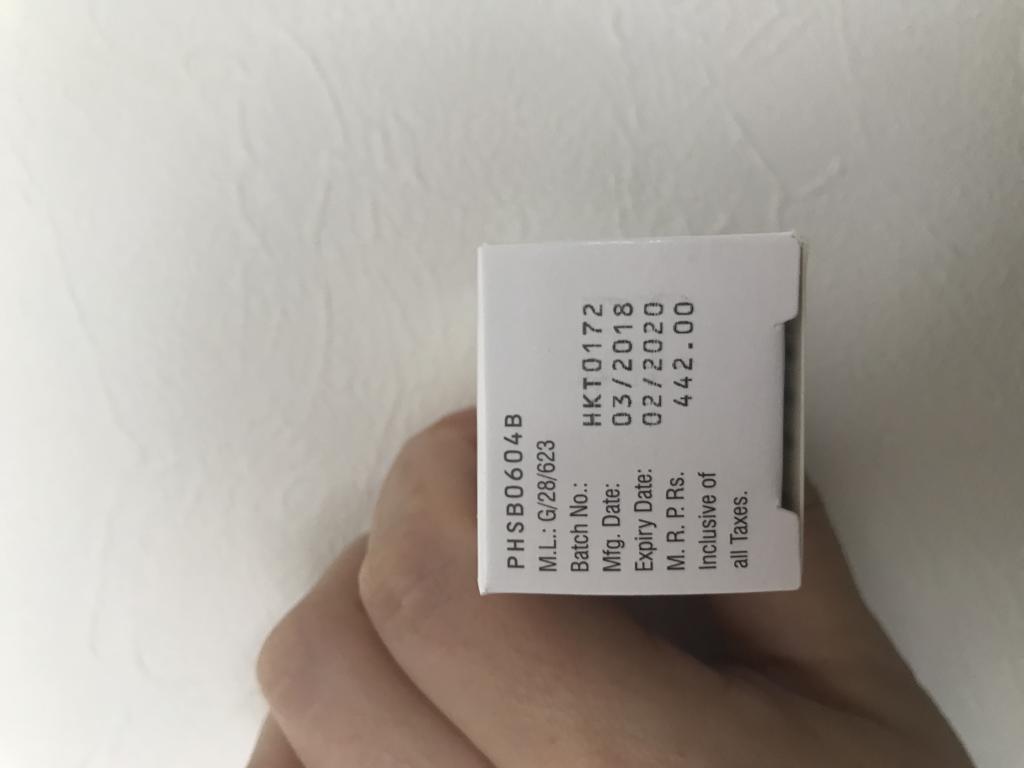 PHSB0604B
M.L.: G/28/623
Batch No.: HKT0172
Mfg. Date: 03/2018
Expiry Date: 02/2020
M. R. P. Rs. 442.00
Inclusive of
all Taxes.